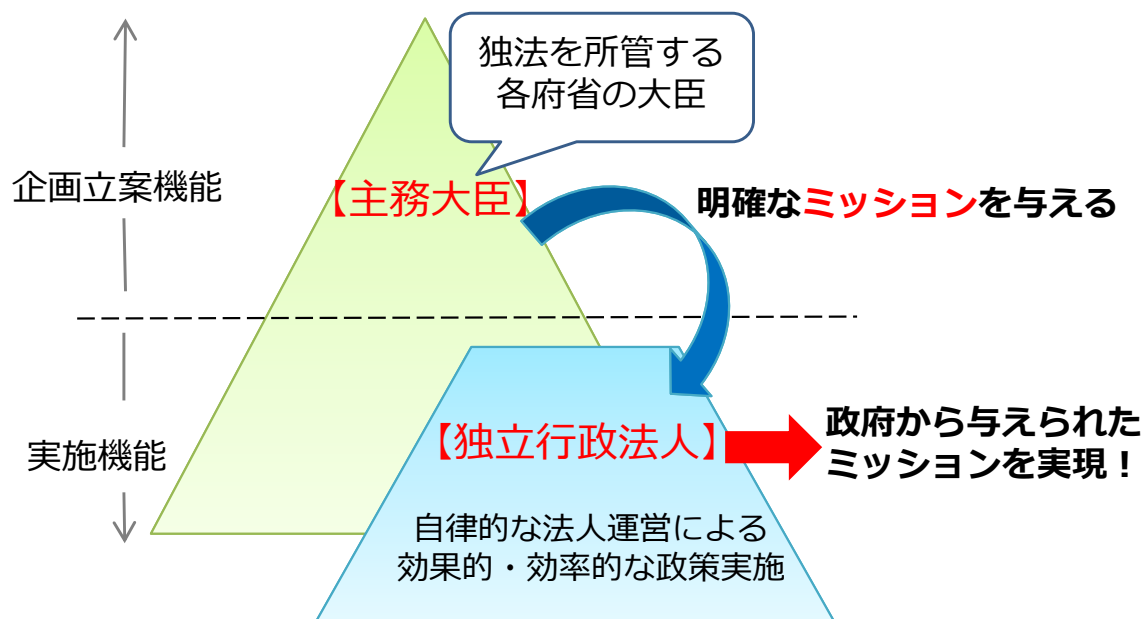 独法を所管する
各府省の大臣
企画立案機能
【主務大臣】
明確なミッションを与える
実施機能
【独立行政法人】
政府から与えられた
ミッションを実現！
自律的な法人運営による
効果的・効率的な政策実施